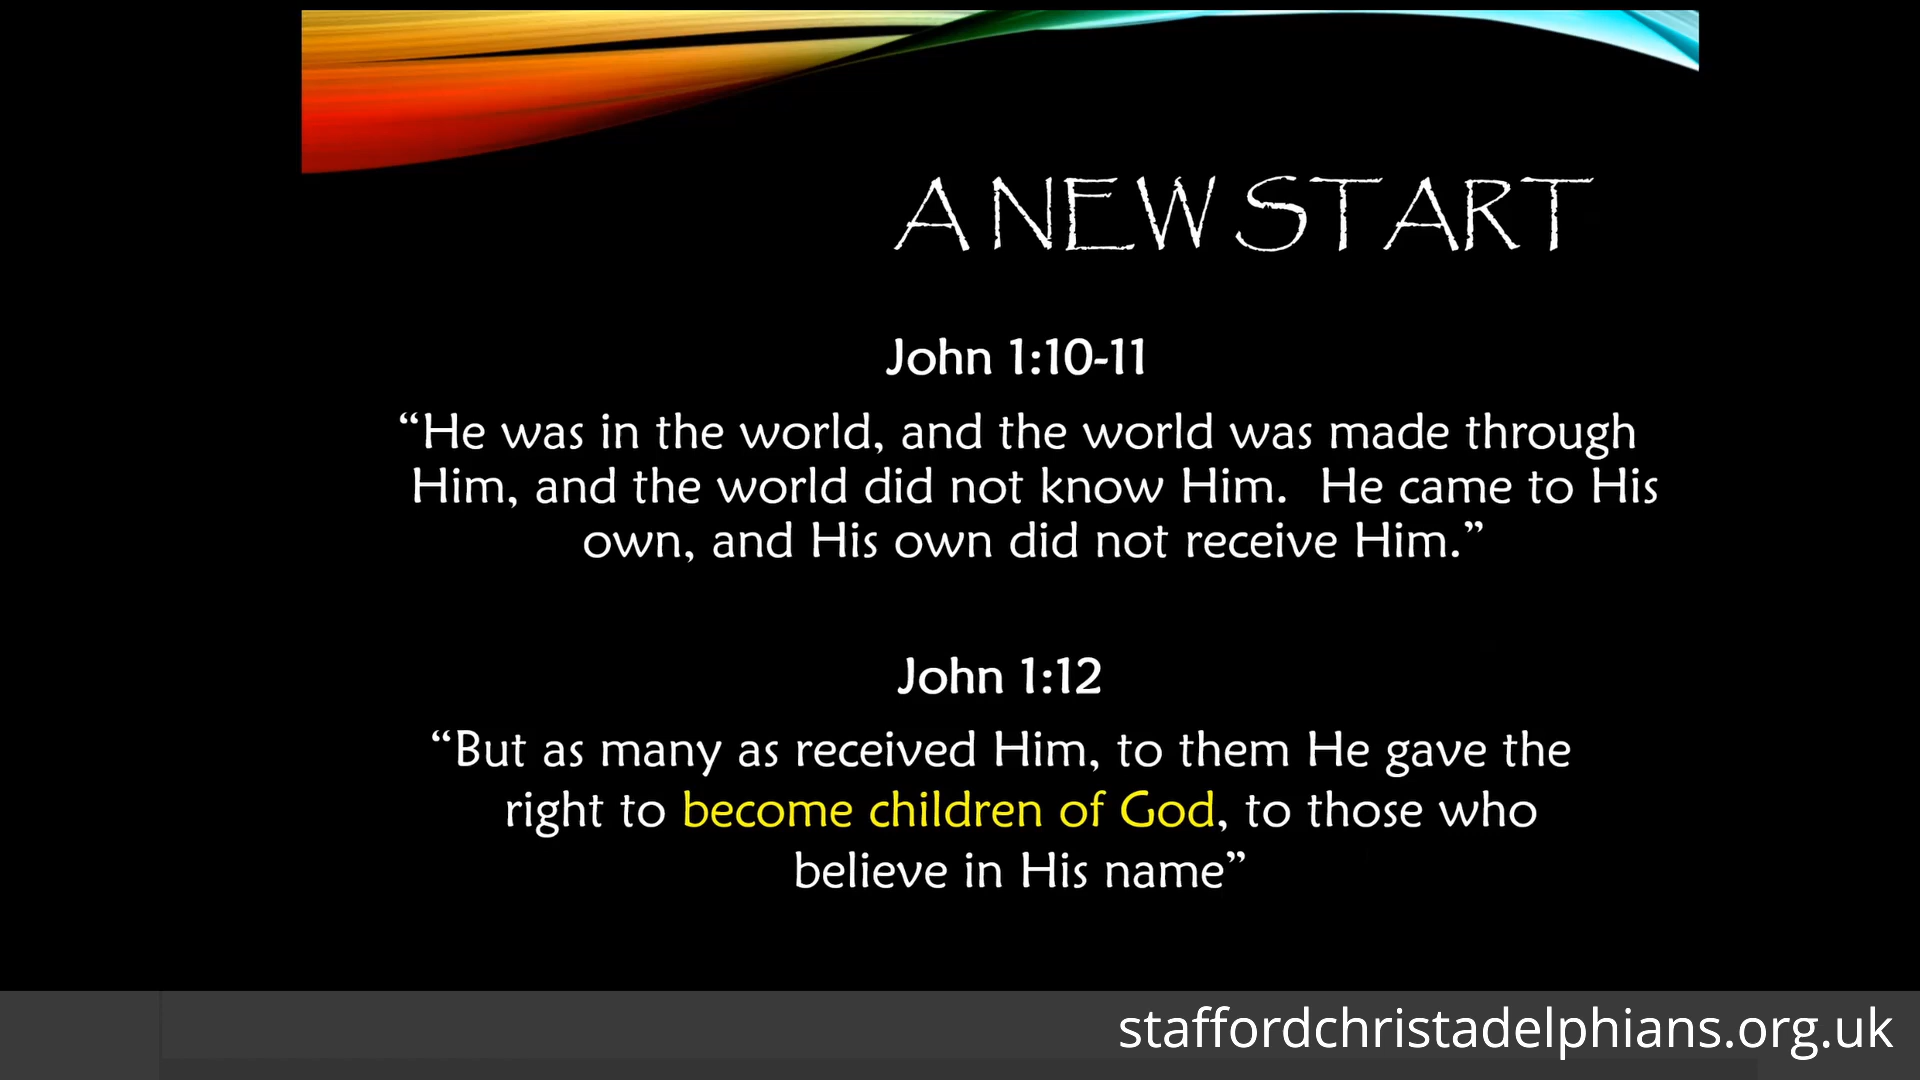 A NEW START
John 1:10-11
“He was in the world, and the world was made through
Him, and the world did not know Him.  He came to His
own, and His own did not receive Him.”
John 1:12
“But as many as received Him, to them He gave the
right to become children of God, to those who
believe in His name”
staffordchristadelphians.org.uk